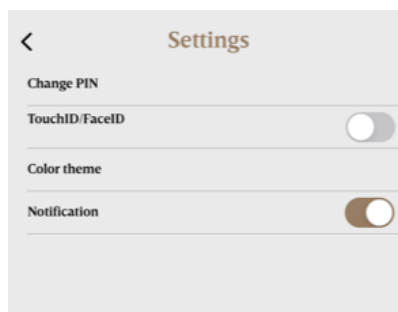 Settings
Change PIN
TouchID/FaceID
Color theme
Notification